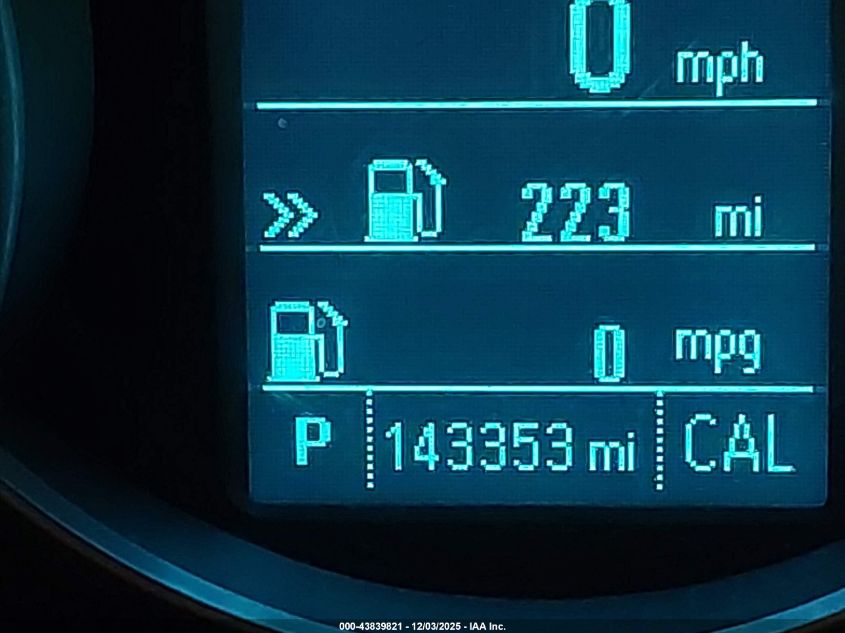 0 mph
223 mi
0 mpg
P 143353 mi CAL
000-43839821 - 12/03/2025 - IAA Inc.